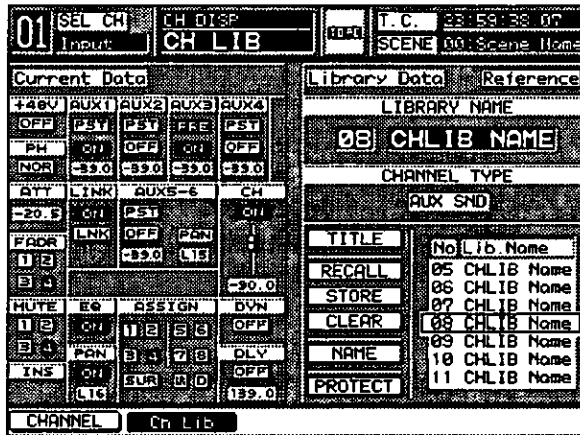 01 SEL CH CH DISP T. C. 23:59:38.07
Input CH LIB SCENE 00:Scene Name
Current Data Library Data Reference
+48V AUX1 AUX2 AUX3 AUX4 LIBRARY NAME
OFF PST PST PRE PST 08 CHLIB NAME
PH ON OFF ON OFF
NOR -39.0 -39.0 -39.0 -39.0 CHANNEL TYPE
ATT LINK AUX5-6 CH AUX SND
-20.5 ON PST ON
LNK OFF PAN TITLE No Lib.Name
FADR -39.0 L15 RECALL 05 CHLIB Name
1 2 STORE 06 CHLIB Name
3 4 -90.0 CLEAR 07 CHLIB Name
MUTE EQ ASSIGN DYN 08 CHLIB Name
1 2 ON 1 2 5 6 OFF NAME 09 CHLIB Name
3 4 PAN 3 4 7 8 DLY PROTECT 10 CHLIB Name
INS ON SUR OFF 11 CHLIB Name
L16 139.0
CHANNEL Ch Lib